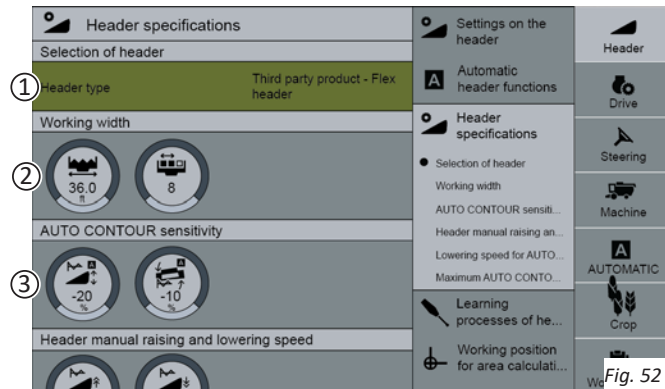 Header specifications
Selection of header
1
Header type
Third party product - Flex
header
Working width
2
36.0
ft
8
AUTO CONTOUR sensitivity
3
A
-20
%
A
-10
%
Header manual raising and lowering speed
Settings on the
header
A
Automatic
header functions
Header
specifications
Selection of header
Working width
AUTO CONTOUR sensiti...
Header manual raising an...
Lowering speed for AUTO...
Maximum AUTO CONTO...
Learning
processes of he...
Working position
for area calculati...
Header
Drive
Steering
Machine
A
AUTOMATIC
Crop
Fig. 52